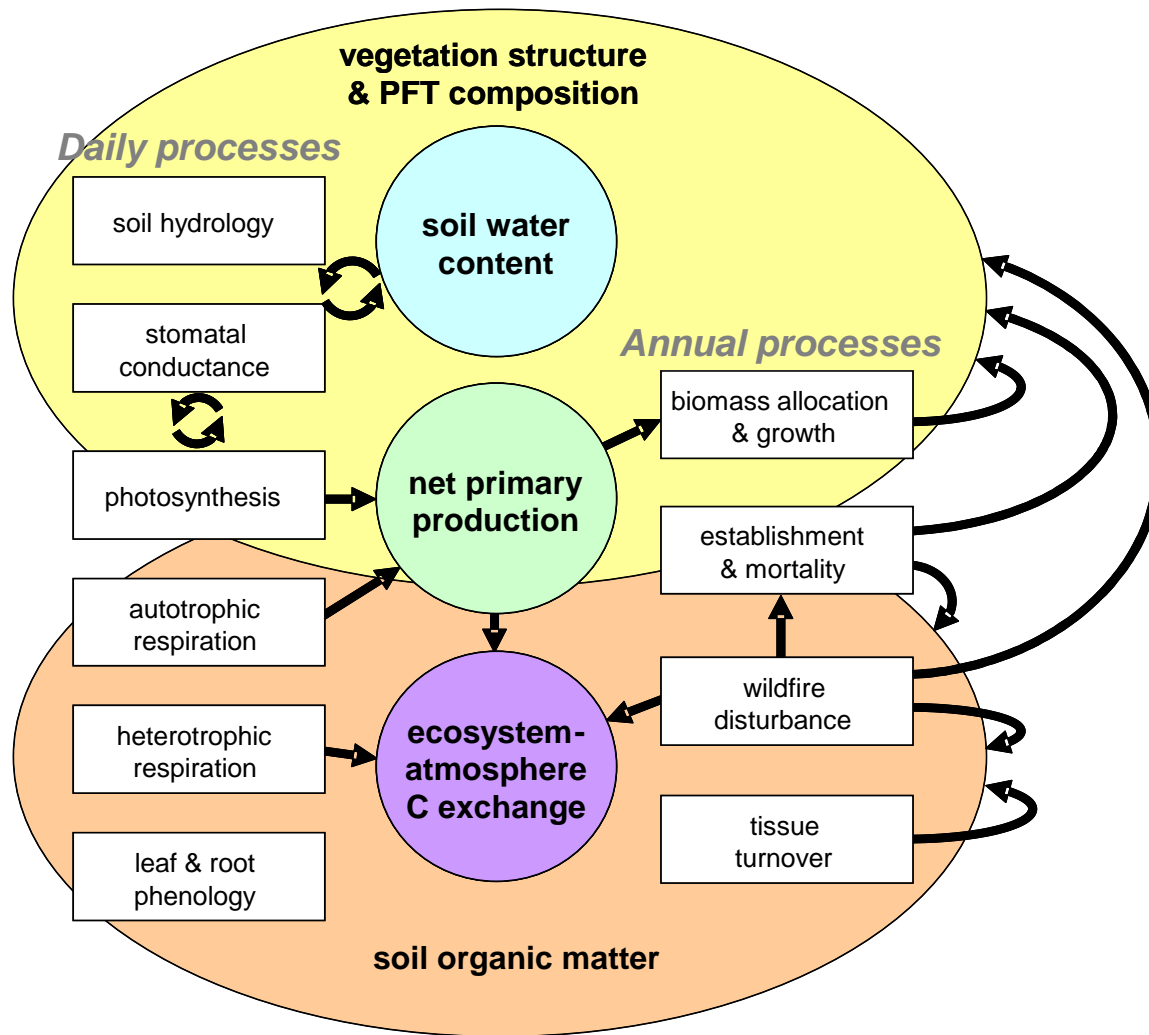 vegetation structure
& PFT composition
Daily processes
soil hydrology
soil water
content
stomatal
conductance
Annual processes
biomass allocation
& growth
photosynthesis
net primary
production
establishment
& mortality
autotrophic
respiration
wildfire
disturbance
heterotrophic
respiration
ecosystem-
atmosphere
C exchange
tissue
turnover
leaf & root
phenology
soil organic matter